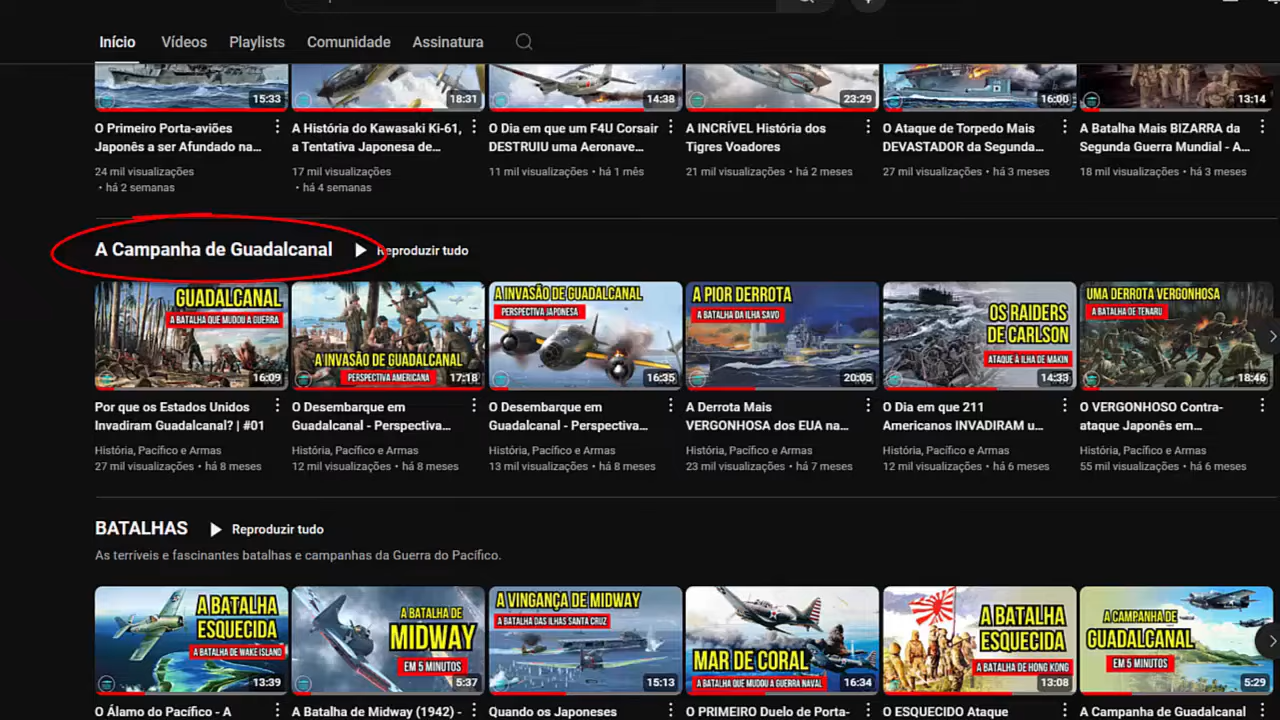 Início Vídeos Playlists Comunidade Assinatura
15:33
18:31
14:38
23:29
16:00
13:14
O Primeiro Porta-aviões
Japonês a ser Afundado na...
24 mil visualizações
• há 2 semanas
A História do Kawasaki Ki-61,
a Tentativa Japonesa de...
17 mil visualizações
• há 4 semanas
O Dia em que um F4U Corsair
DESTRUIU uma Aeronave...
11 mil visualizações • há 1 mês
A INCRÍVEL História dos
Tigres Voadores
21 mil visualizações • há 2 meses
O Ataque de Torpedo Mais
DEVASTADOR da Segunda...
27 mil visualizações • há 3 meses
A Batalha Mais BIZARRA da
Segunda Guerra Mundial - A...
18 mil visualizações • há 3 meses
A Campanha de Guadalcanal Reproduzir tudo
GUADALCANAL
A BATALHA QUE MUDOU A GUERRA
16:09
A INVASÃO DE GUADALCANAL
PERSPECTIVA AMERICANA
17:18
A INVASÃO DE GUADALCANAL
PERSPECTIVA JAPONESA
16:35
A PIOR DERROTA
A BATALHA DA ILHA SAVO
20:05
OS RAIDERS
DE CARLSON
ATAQUE À ILHA DE MAKIN
14:33
UMA DERROTA VERGONHOSA
A BATALHA DE TENARU
18:46
Por que os Estados Unidos
Invadiram Guadalcanal? | #01
História, Pacífico e Armas
27 mil visualizações • há 8 meses
O Desembarque em
Guadalcanal - Perspectiva...
História, Pacífico e Armas
12 mil visualizações • há 8 meses
O Desembarque em
Guadalcanal - Perspectiva...
História, Pacífico e Armas
13 mil visualizações • há 8 meses
A Derrota Mais
VERGONHOSA dos EUA na...
História, Pacífico e Armas
23 mil visualizações • há 7 meses
O Dia em que 211
Americanos INVADIRAM u...
História, Pacífico e Armas
12 mil visualizações • há 6 meses
O VERGONHOSO Contra-
ataque Japonês em...
História, Pacífico e Armas
55 mil visualizações • há 6 meses
BATALHAS Reproduzir tudo
As terríveis e fascinantes batalhas e campanhas da Guerra do Pacífico.
A BATALHA
ESQUECIDA
A BATALHA DE WAKE ISLAND
13:39
A BATALHA DE
MIDWAY
EM 5 MINUTOS
5:37
A VINGANÇA DE MIDWAY
A BATALHA DAS ILHAS SANTA CRUZ
15:13
MAR DE CORAL
A BATALHA QUE MUDOU A GUERRA NAVAL
16:34
A BATALHA
ESQUECIDA
A BATALHA DE HONG KONG
13:08
A CAMPANHA DE
GUADALCANAL
EM 5 MINUTOS
5:29
O Álamo do Pacífico - A
A Batalha de Midway (1942) -
Quando os Japoneses
O PRIMEIRO Duelo de Porta-
O ESQUECIDO Ataque
A Campanha de Guadalcanal